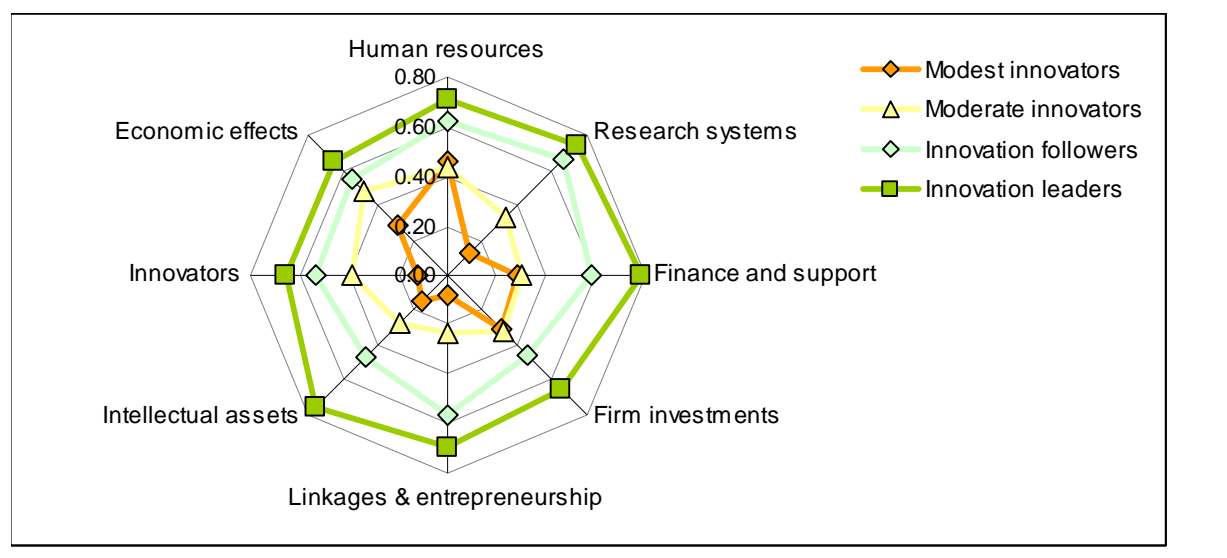 Human resources
0.80
0.60
0.40
0.20
0.00
Economic effects
Research systems
Innovators
Finance and support
Intellectual assets
Firm investments
Linkages & entrepreneurship
Modest innovators
Moderate innovators
Innovation followers
Innovation leaders